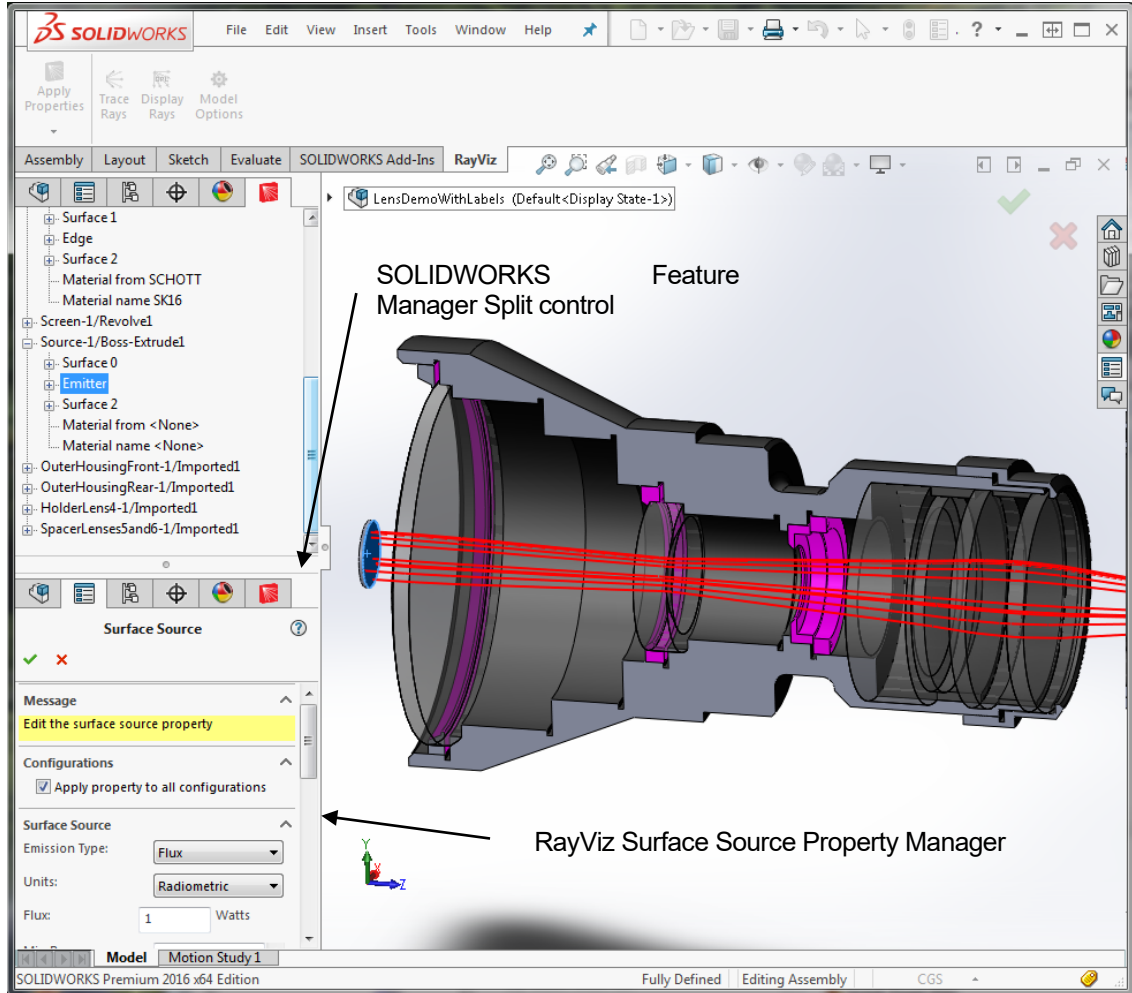 SOLIDWORKS File Edit View Insert Tools Window Help
Apply Properties
Trace Rays
Display Rays
Model Options
Assembly Layout Sketch Evaluate SOLIDWORKS Add-Ins RayViz
LensDemoWithLabels (Default<Display State-1>)
Surface 1
Edge
Surface 2
Material from SCHOTT
Material name SK16
Screen-1/Revolve1
Source-1/Boss-Extrude1
Surface 0
Emitter
Surface 2
Material from <None>
Material name <None>
OuterHousingFront-1/Imported1
OuterHousingRear-1/Imported1
HolderLens4-1/Imported1
SpacerLenses5and6-1/Imported1
SOLIDWORKS Feature
Manager Split control
Surface Source
Message
Edit the surface source property
Configurations
Apply property to all configurations
Surface Source
Emission Type: Flux
Units: Radiometric
Flux: 1 Watts
RayViz Surface Source Property Manager
Y
X
Z
Model Motion Study 1
SOLIDWORKS Premium 2016 x64 Edition Fully Defined Editing Assembly CGS